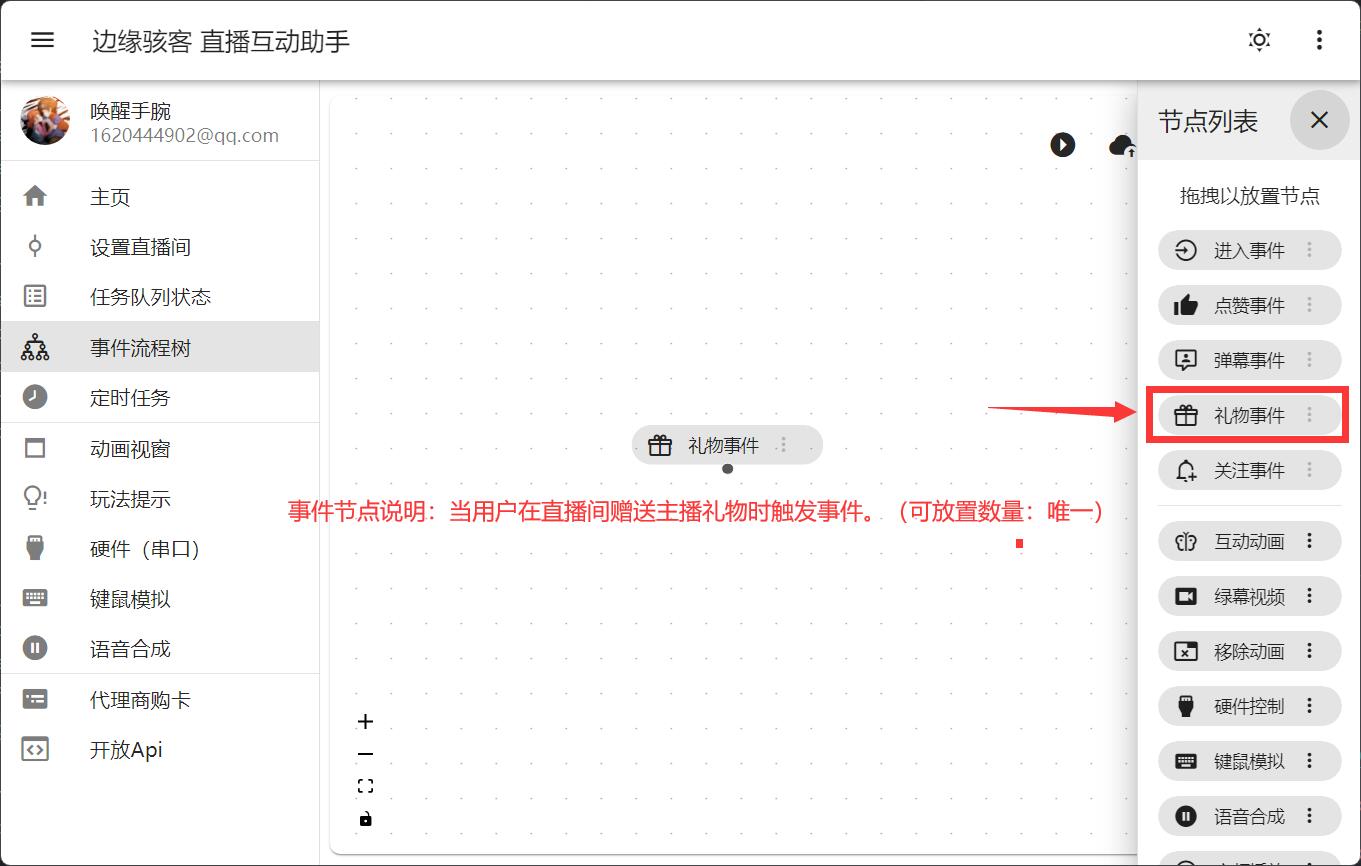 边缘骇客 直播互动助手
唤醒手腕
1620444902@qq.com
主页
设置直播间
任务队列状态
事件流程树
定时任务
动画视窗
玩法提示
硬件（串口）
键鼠模拟
语音合成
代理商购卡
开放Api
礼物事件
事件节点说明：当用户在直播间赠送主播礼物时触发事件。（可放置数量：唯一）
节点列表
拖拽以放置节点
进入事件
点赞事件
弹幕事件
礼物事件
关注事件
互动动画
绿幕视频
移除动画
硬件控制
键鼠模拟
语音合成